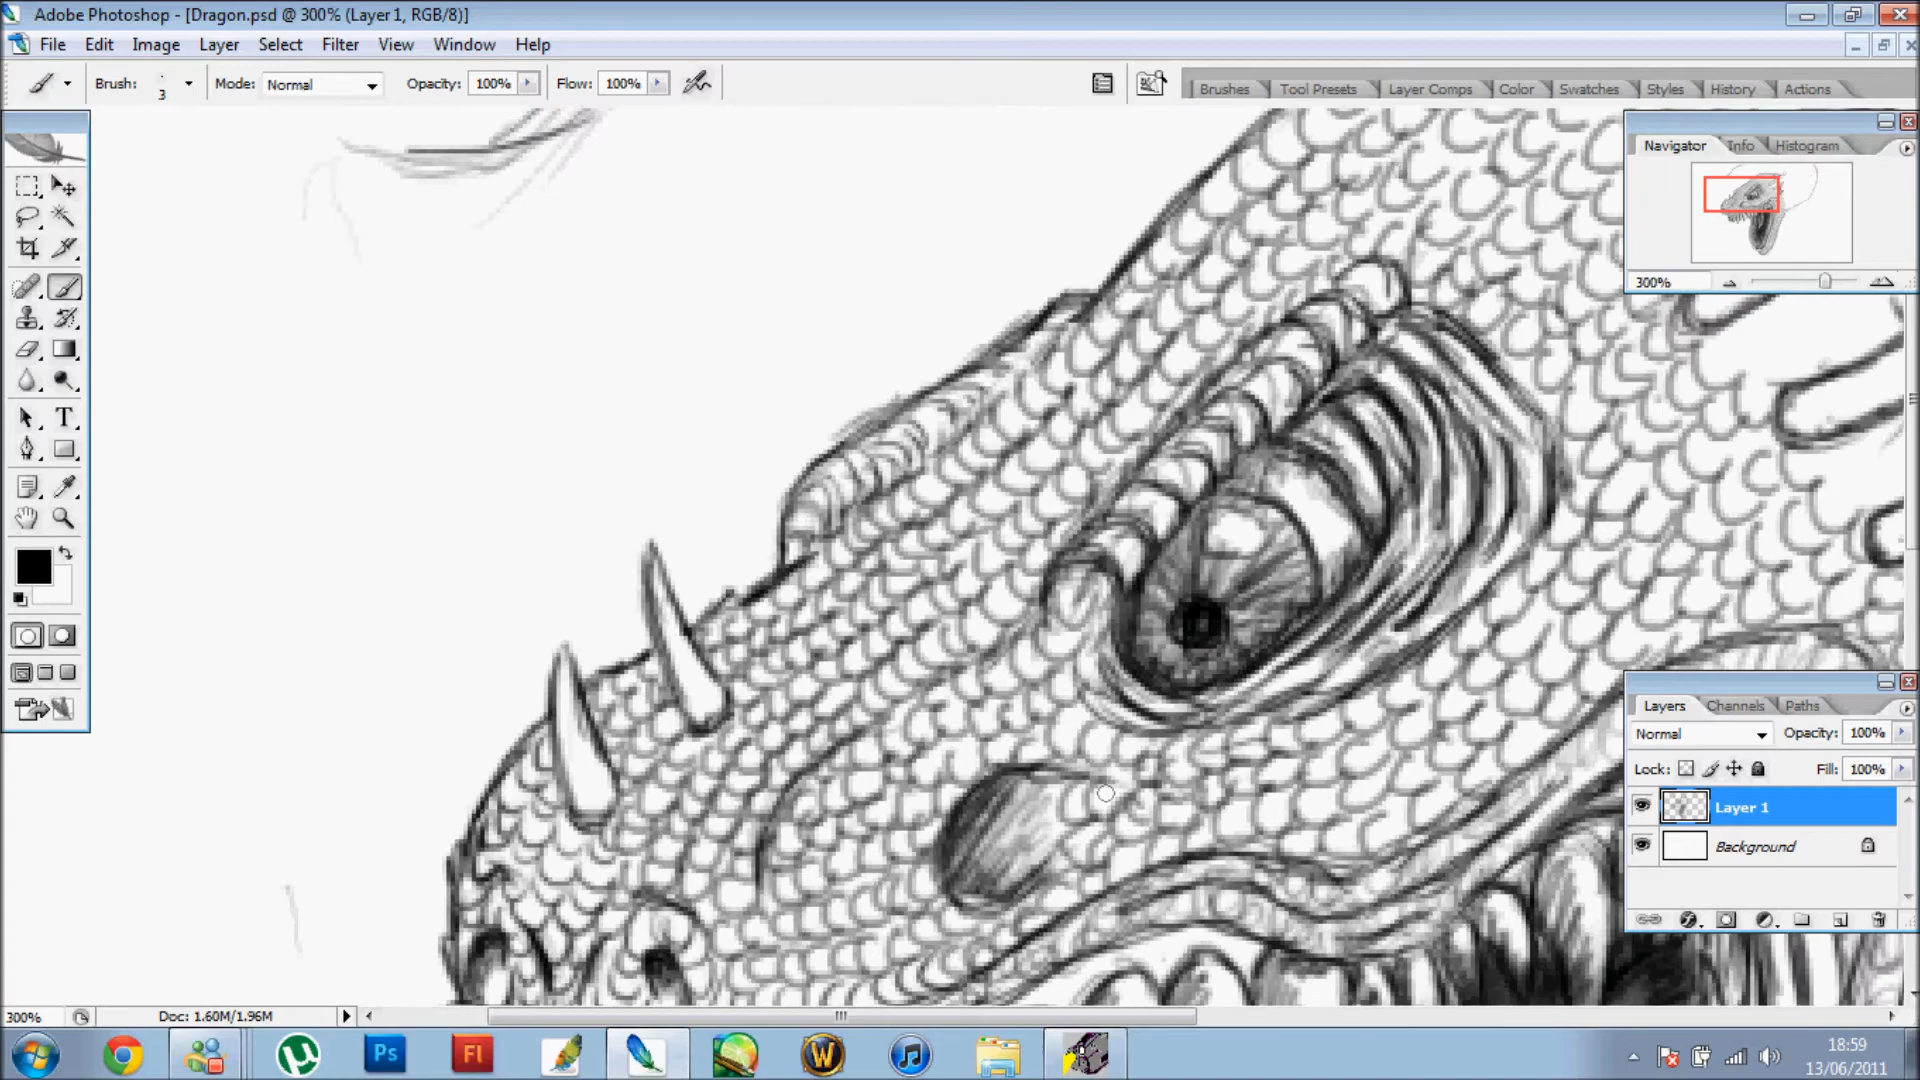 Adobe Photoshop - [Dragon.psd @ 300% (Layer 1, RGB/8)]
File Edit Image Layer Select Filter View Window Help
Brush: 3 Mode: Normal Opacity: 100% Flow: 100%
Brushes Tool Presets Layer Comps Color Swatches Styles History Actions
Navigator Info Histogram
300%
T
Layers Channels Paths
Normal Opacity: 100%
Lock: Fill: 100%
Layer 1
Background
300% Doc: 1.60M/1.96M
Ps Fl W
18:59
13/06/2011